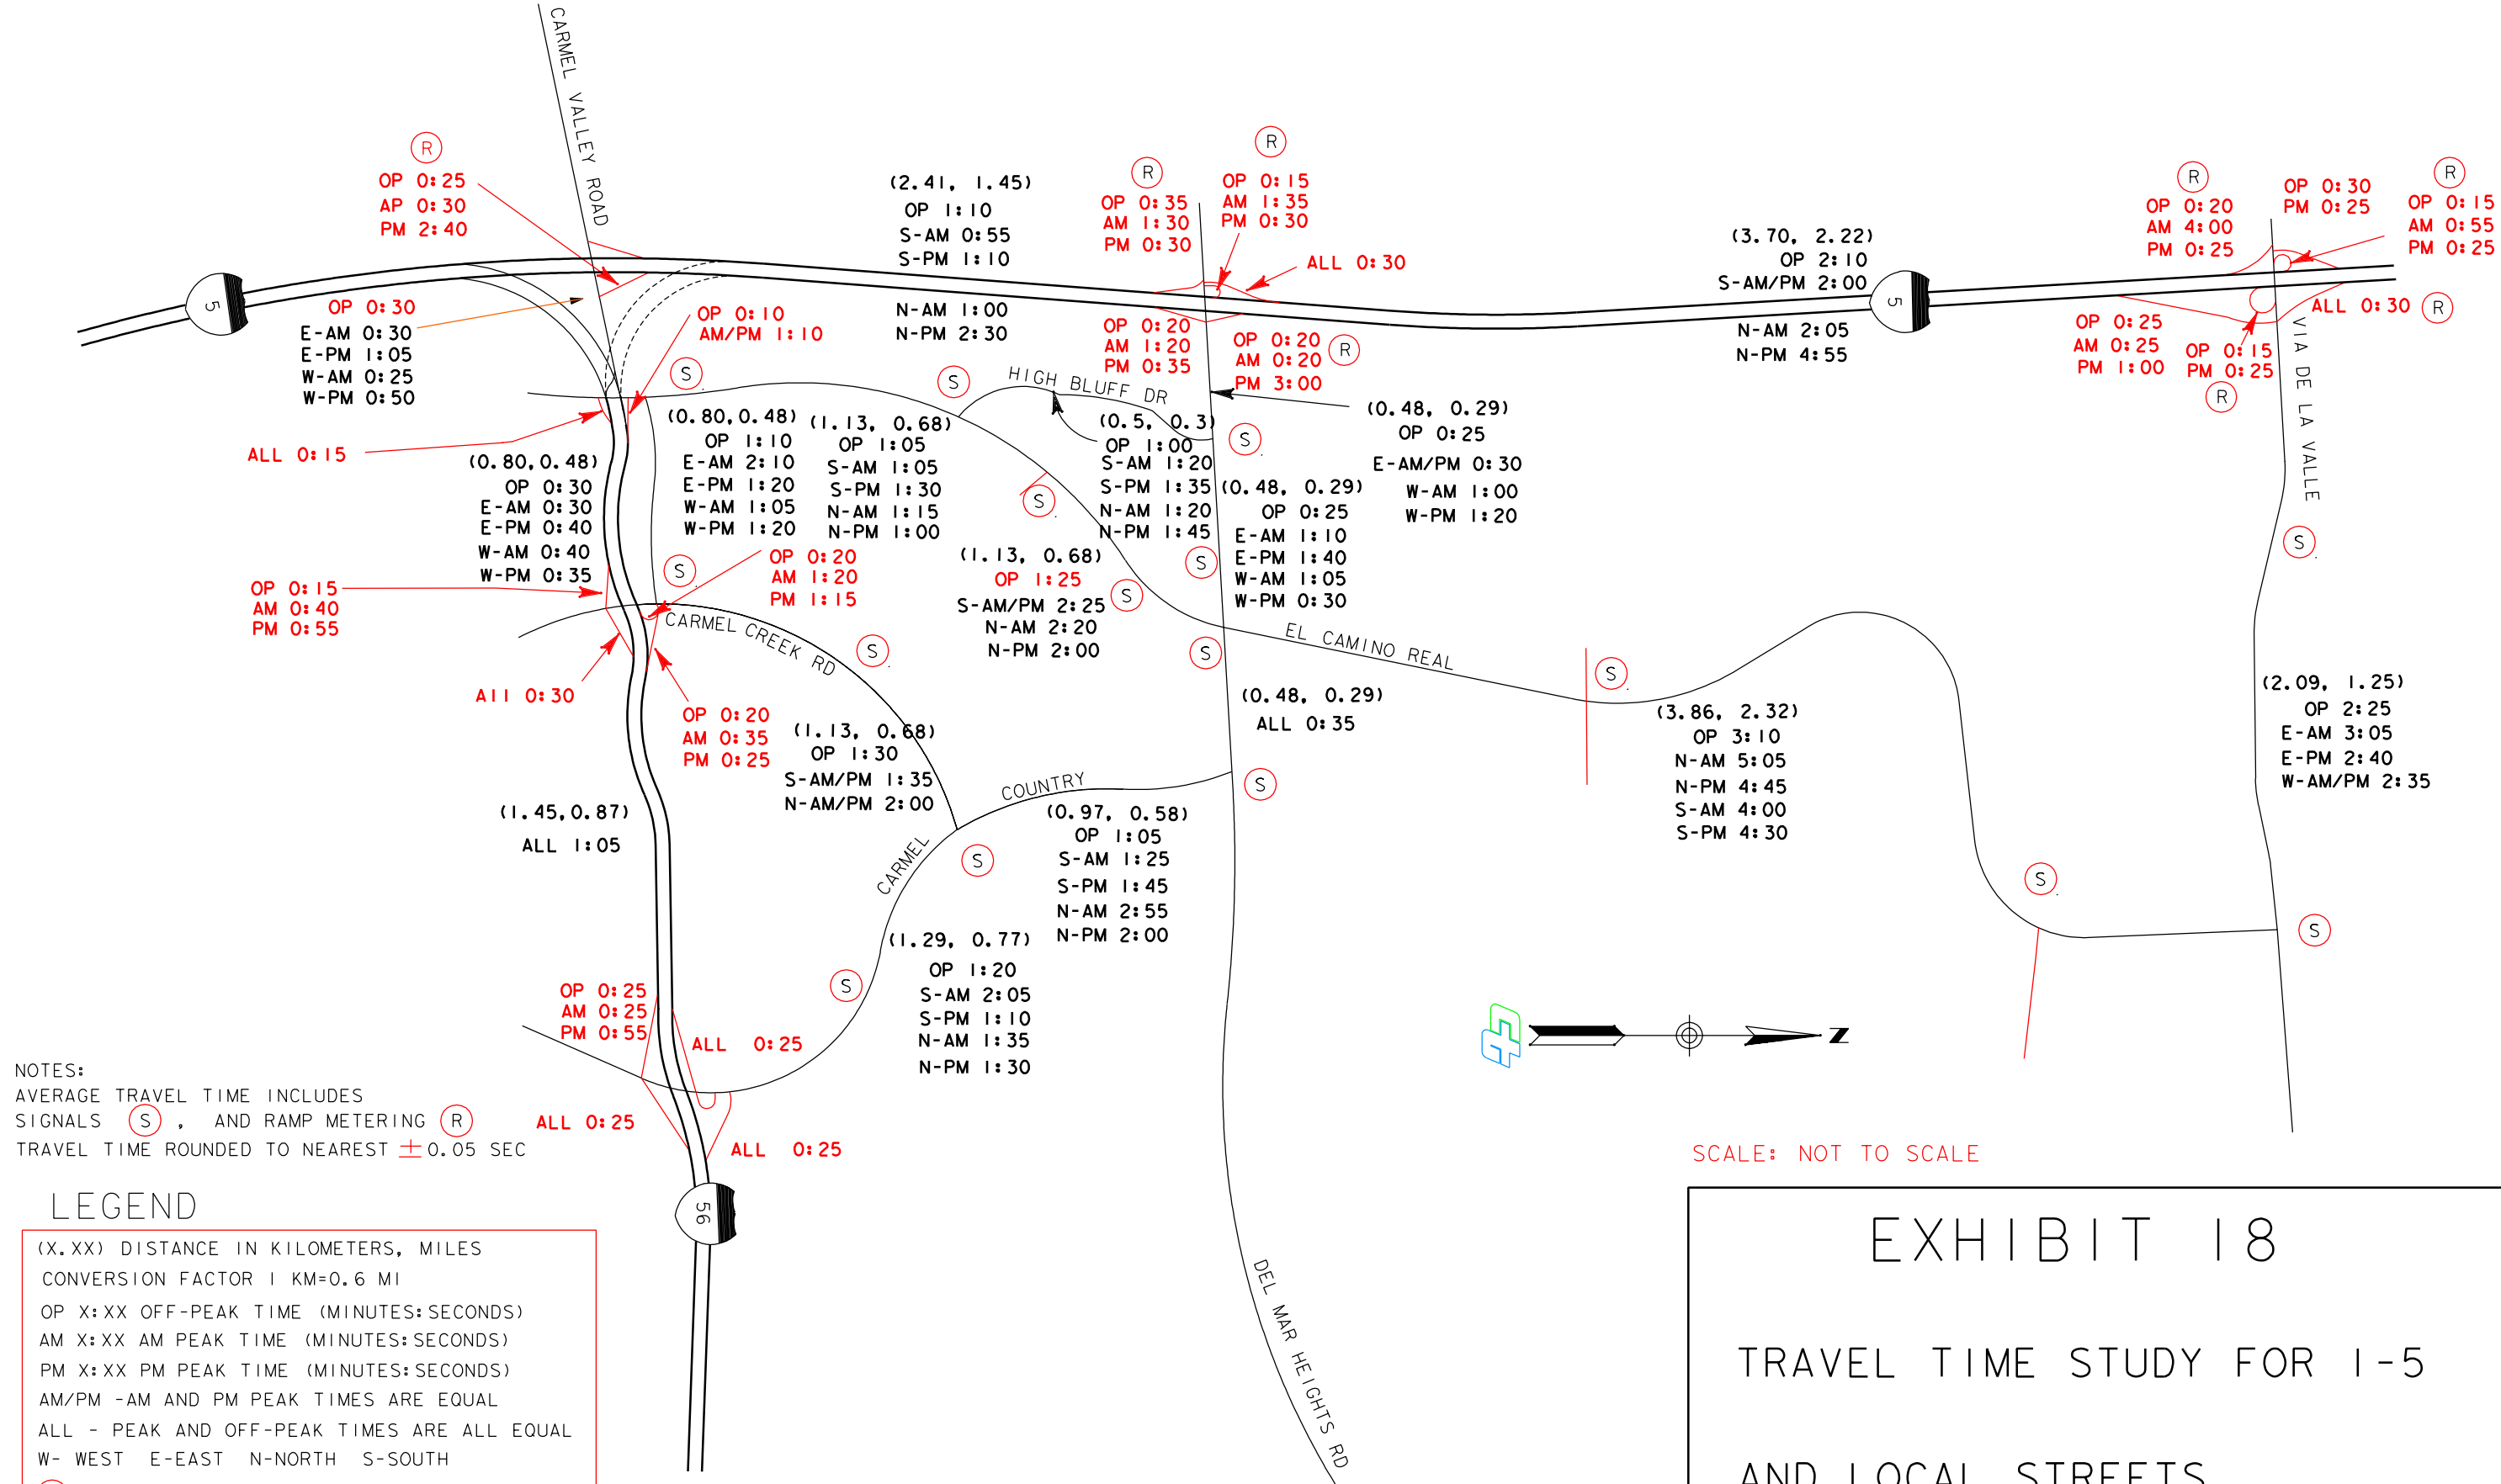 CARMEL VALLEY ROAD
R
OP 0:25
AP 0:30
PM 2:40
(2.41, 1.45)
OP 1:10
S-AM 0:55
S-PM 1:10
N-AM 1:00
N-PM 2:30
R
OP 0:35
AM 1:30
PM 0:30
R
OP 0:15
AM 1:35
PM 0:30
ALL 0:30
(3.70, 2.22)
OP 2:10
S-AM/PM 2:00
5
N-AM 2:05
N-PM 4:55
R
OP 0:20
AM 4:00
PM 0:25
OP 0:30
PM 0:25
R
OP 0:15
AM 0:55
PM 0:25
ALL 0:30 R
OP 0:25
AM 0:25
PM 1:00
OP 0:15
PM 0:25
R
VIA DE LA VALLE
5
OP 0:30
E-AM 0:30
E-PM 1:05
W-AM 0:25
W-PM 0:50
OP 0:10
AM/PM 1:10
OP 0:20
AM 1:20
PM 0:35
OP 0:20
AM 0:20
PM 3:00
R
S
S
HIGH BLUFF DR
ALL 0:15
(0.80,0.48)
OP 0:30
E-AM 0:30
E-PM 0:40
W-AM 0:40
W-PM 0:35
(0.80,0.48)
OP 1:10
E-AM 2:10
E-PM 1:20
W-AM 1:05
W-PM 1:20
(1.13, 0.68)
OP 1:05
S-AM 1:05
S-PM 1:30
N-AM 1:15
N-PM 1:00
S
(0.5, 0.3)
OP 1:00
S-AM 1:20
S-PM 1:35
N-AM 1:20
N-PM 1:45
S
(0.48, 0.29)
OP 0:25
E-AM/PM 0:30
W-AM 1:00
W-PM 1:20
(0.48, 0.29)
OP 0:25
E-AM 1:10
E-PM 1:40
W-AM 1:05
W-PM 0:30
S
S
OP 0:15
AM 0:40
PM 0:55
S
OP 0:20
AM 1:20
PM 1:15
(1.13, 0.68)
OP 1:25
S-AM/PM 2:25
N-AM 2:20
N-PM 2:00
S
CARMEL CREEK RD
S
S
EL CAMINO REAL
S
All 0:30
OP 0:20
AM 0:35
PM 0:25
(1.13, 0.68)
OP 1:30
S-AM/PM 1:35
N-AM/PM 2:00
(0.48, 0.29)
ALL 0:35
(3.86, 2.32)
OP 3:10
N-AM 5:05
N-PM 4:45
S-AM 4:00
S-PM 4:30
(2.09, 1.25)
OP 2:25
E-AM 3:05
E-PM 2:40
W-AM/PM 2:35
(1.45,0.87)
ALL 1:05
CARMEL COUNTRY
S
S
(0.97, 0.58)
OP 1:05
S-AM 1:25
S-PM 1:45
N-AM 2:55
N-PM 2:00
S
S
S
(1.29, 0.77)
OP 1:20
S-AM 2:05
S-PM 1:10
N-AM 1:35
N-PM 1:30
OP 0:25
AM 0:25
PM 0:55
ALL 0:25
ALL 0:25
ALL 0:25
56
DEL MAR HEIGHTS RD
N
NOTES:
AVERAGE TRAVEL TIME INCLUDES
SIGNALS S , AND RAMP METERING R
TRAVEL TIME ROUNDED TO NEAREST ±0.05 SEC
LEGEND
(X.XX) DISTANCE IN KILOMETERS, MILES
CONVERSION FACTOR 1 KM=0.6 MI
OP X:XX OFF-PEAK TIME (MINUTES:SECONDS)
AM X:XX AM PEAK TIME (MINUTES:SECONDS)
PM X:XX PM PEAK TIME (MINUTES:SECONDS)
AM/PM -AM AND PM PEAK TIMES ARE EQUAL
ALL - PEAK AND OFF-PEAK TIMES ARE ALL EQUAL
W- WEST E-EAST N-NORTH S-SOUTH
SCALE: NOT TO SCALE
EXHIBIT 18
TRAVEL TIME STUDY FOR I-5
AND LOCAL STREETS